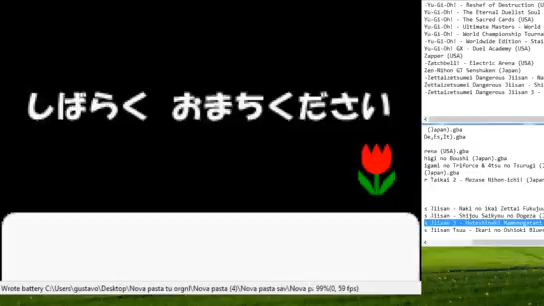 -Yu-Gi-Oh! - Reshef of Destruction (U
Yu-Gi-Oh! - The Eternal Duelist Soul
Yu-Gi-Oh! - The Sacred Cards (USA)
Yu-Gi-Oh! - Ultimate Masters - World
Yu-Gi-Oh! - World Championship Tourna
-Yu-Gi-Oh! - Worldwide Edition - Stai
Yu-Gi-Oh! GX - Duel Academy (USA)
Zapper (USA)
-Zatchbell! - Electric Arena (USA)
Zen-Nihon GT Senshuken (Japan)
-Zettaizetsumei Dangerous Jiisan - Na
Zettaizetsumei Dangerous Jiisan - Shi
-Zettaizetsumei Dangerous Jiisan 3 -
しばらく おまちください
(Japan).gba
De,Es,It).gba
rena (USA).gba
higi no Boushi (Japan).gba
igami no Triforce & 4tsu no Tsurugi (
(Japan).gba
r Taikai 2 - Mezase Nihon-ichi! (Japan
s Jiisan - Naki no ikai Zettai Fukujuu
s Jiisan - Shijou Saikyou no Dogeza (J
s Jiisan 3 - Hateshinaki Mamonogatari
s Jiisan Tsuu - Ikari no Oshioki Blues
Wrote battery C:\Users\gustavo\Desktop\Nova pasta tu orgnl\Nova pasta (4)\Nova pasta sav\Nova p 99%(0, 59 fps)